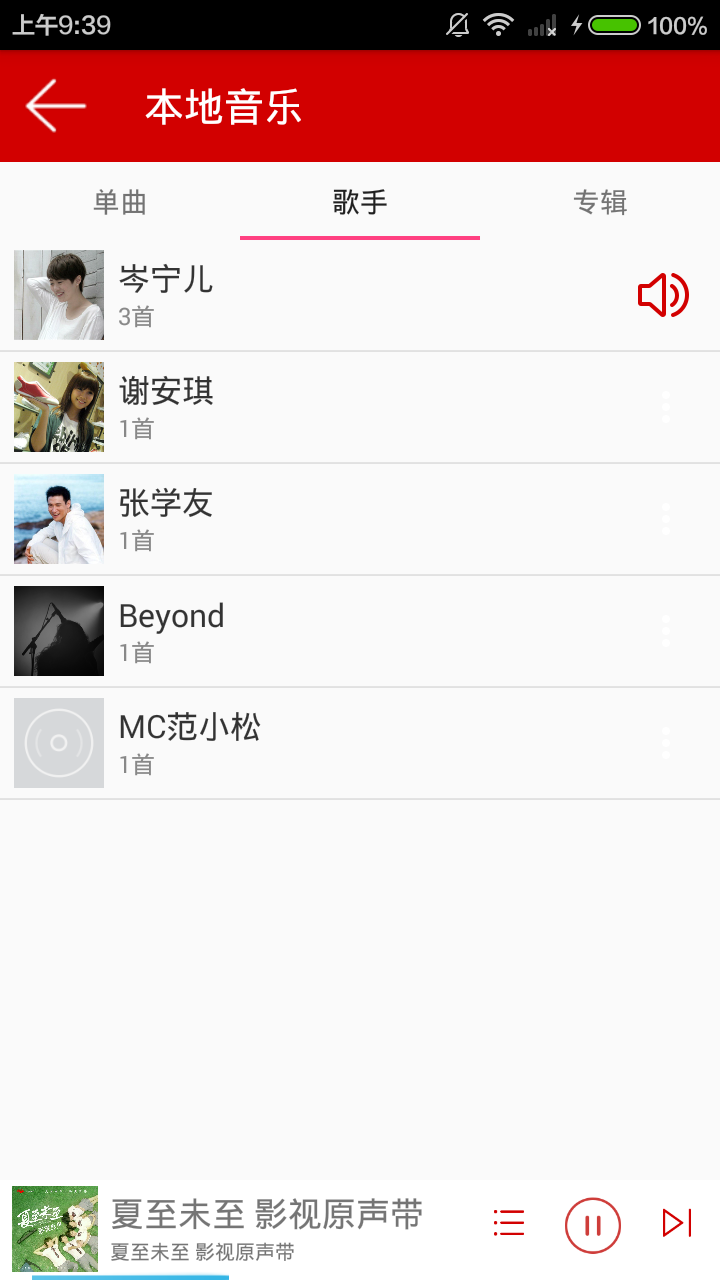 上午9:39
100%
本地音乐
单曲
歌手
专辑
岑宁儿
3首
谢安琪
1首
张学友
1首
Beyond
1首
MC范小松
1首
夏至未至
夏至未至 影视原声带
夏至未至 影视原声带